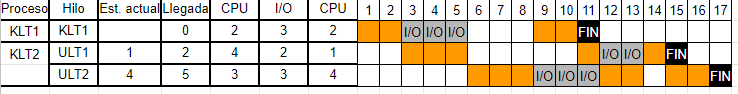 Proceso Hilo Est. actual Llegada CPU I/O CPU 1 2 3 4 5 6 7 8 9 10 11 12 13 14 15 16 17
KLT1 KLT1 0 2 3 2 I/O I/O I/O FIN
KLT2 ULT1 1 2 4 2 1 I/O I/O FIN
ULT2 4 5 3 3 4 I/O I/O I/O FIN